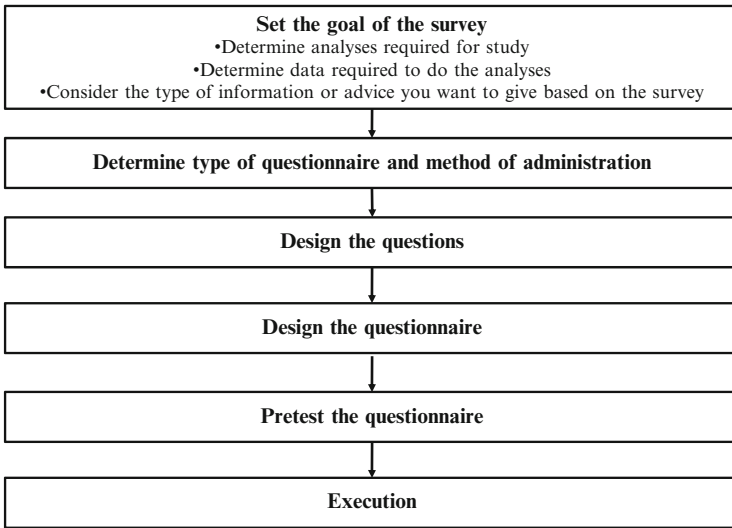 Set the goal of the survey
•Determine analyses required for study
•Determine data required to do the analyses
•Consider the type of information or advice you want to give based on the survey
Determine type of questionnaire and method of administration
Design the questions
Design the questionnaire
Pretest the questionnaire
Execution